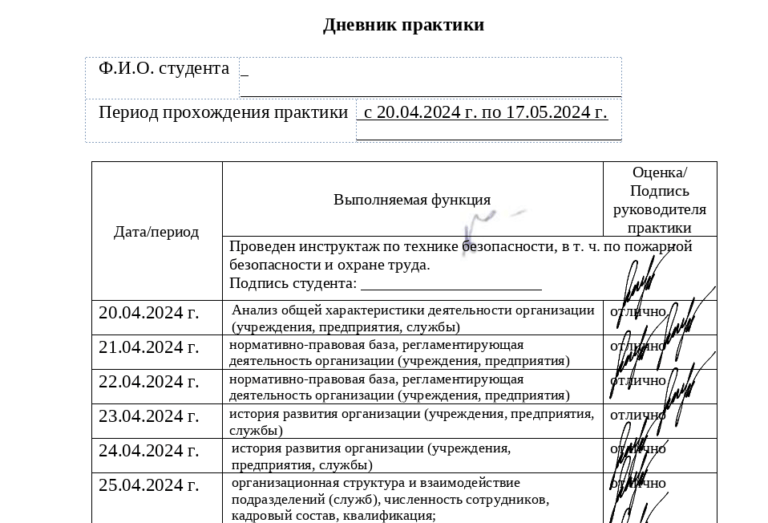 Дневник практики
Ф.И.О. студента _
Период прохождения практики с 20.04.2024 г. по 17.05.2024 г.
Дата/период
Выполняемая функция
Оценка/
Подпись
руководителя
практики
Проведен инструктаж по технике безопасности, в т. ч. по пожарной
безопасности и охране труда.
Подпись студента: ____________________
20.04.2024 г.
Анализ общей характеристики деятельности организации
(учреждения, предприятия, службы)
отлично
21.04.2024 г.
нормативно-правовая база, регламентирующая
деятельность организации (учреждения, предприятия)
отлично
22.04.2024 г.
нормативно-правовая база, регламентирующая
деятельность организации (учреждения, предприятия)
отлично
23.04.2024 г.
история развития организации (учреждения, предприятия,
службы)
отлично
24.04.2024 г.
история развития организации (учреждения,
предприятия, службы)
отлично
25.04.2024 г.
организационная структура и взаимодействие
подразделений (служб), численность сотрудников,
кадровый состав, квалификация;
отлично